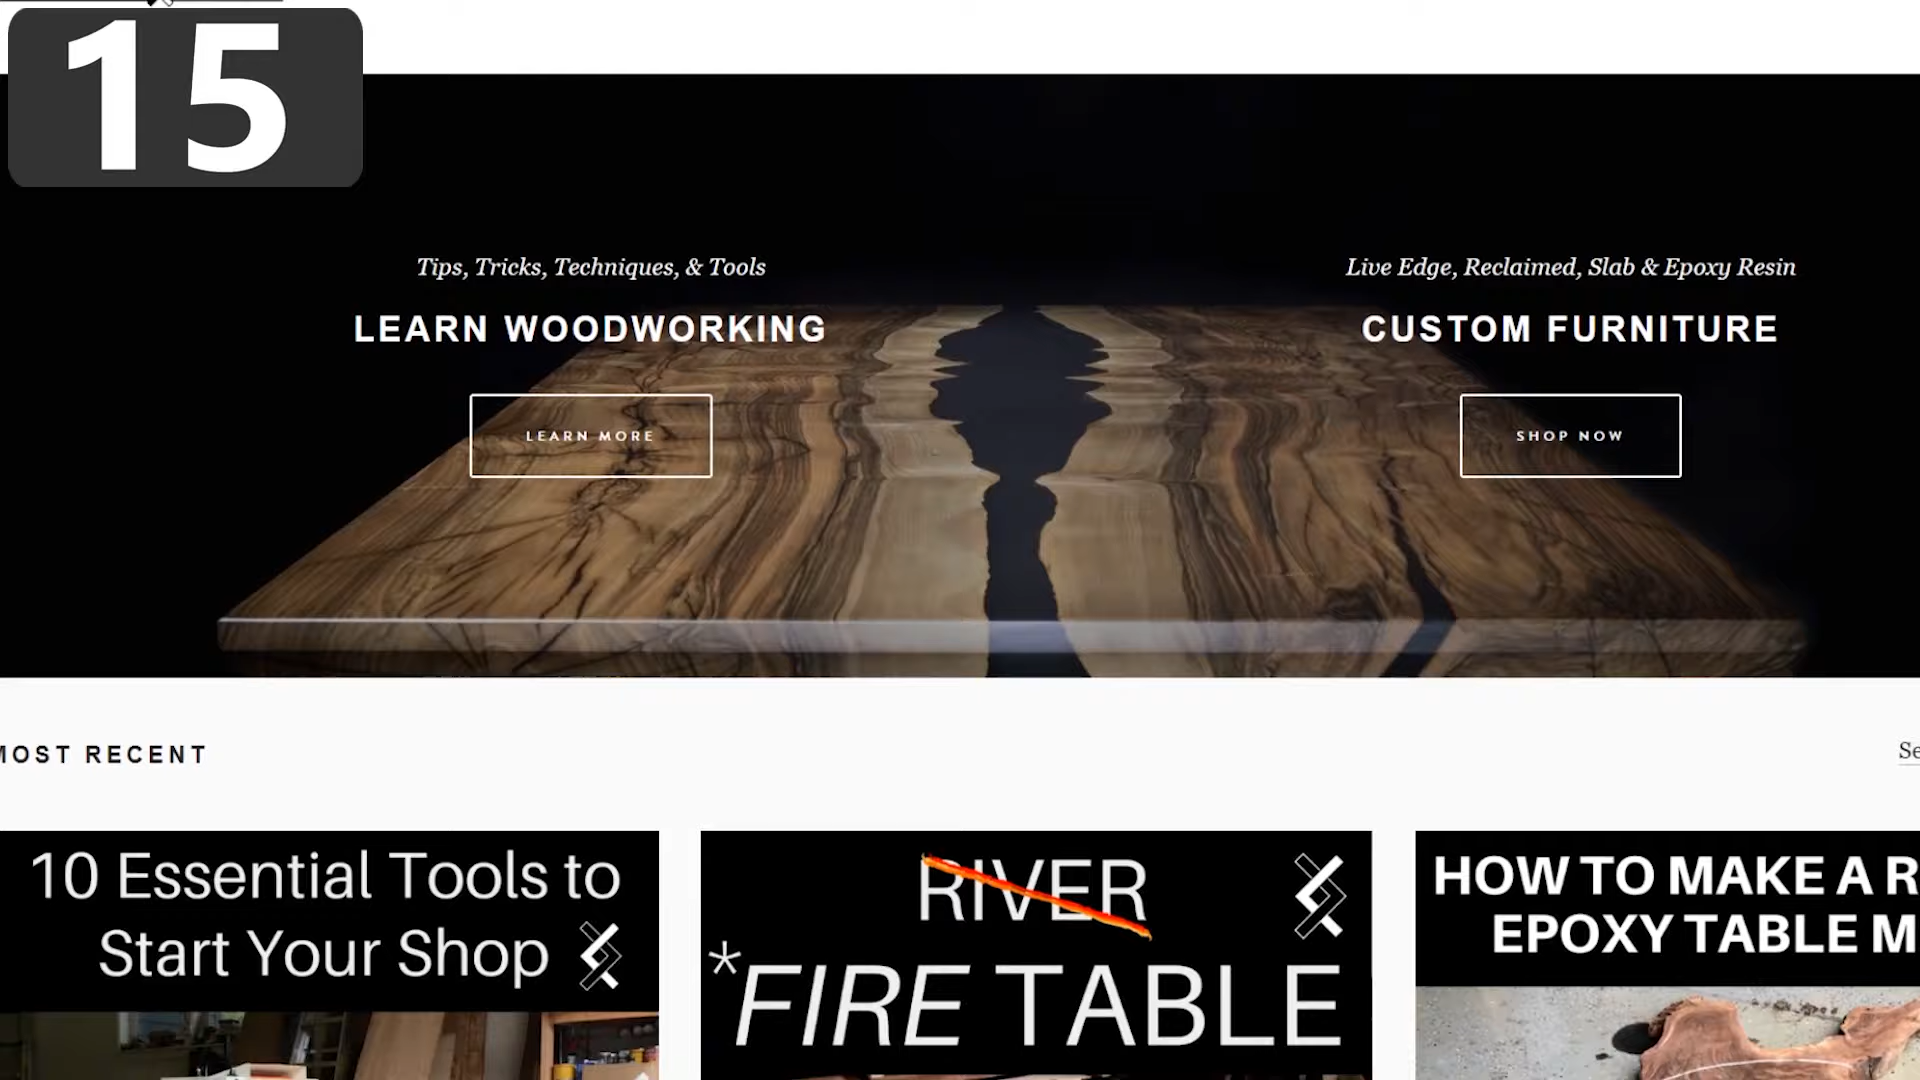 15
Tips, Tricks, Techniques, & Tools
LEARN WOODWORKING
LEARN MORE
Live Edge, Reclaimed, Slab & Epoxy Resin
CUSTOM FURNITURE
SHOP NOW
MOST RECENT
Se
10 Essential Tools to
Start Your Shop
RIVER
*FIRE TABLE
HOW TO MAKE A R
EPOXY TABLE M